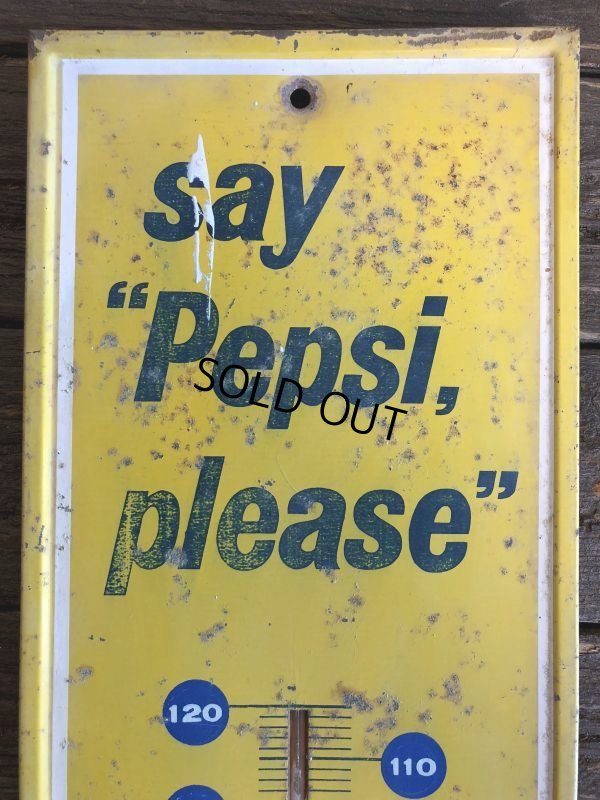 say
“Pepsi,
SOLD OUT
please”
120
110